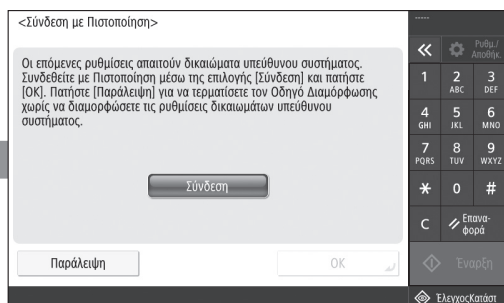 <Σύνδεση με Πιστοποίηση>
Οι επόμενες ρυθμίσεις απαιτούν δικαιώματα υπεύθυνου συστήματος.
Συνδεθείτε με Πιστοποίηση μέσω της επιλογής [Σύνδεση] και πατήστε
[OK]. Πατήστε [Παράλειψη] για να τερματίσετε τον Οδηγό Διαμόρφωσης
χωρίς να διαμορφώσετε τις ρυθμίσεις δικαιωμάτων υπεύθυνου
συστήματος.
Σύνδεση
Παράλειψη
OK
-----
Ρυθμ./
Αποθήκ.
1 2 3
ABC DEF
4 5 6
GHI JKL MNO
7 8 9
PQRS TUV WXYZ
* 0 #
C Επανα-
φορά
Έναρξη
ΈλεγχοςΚατάστ